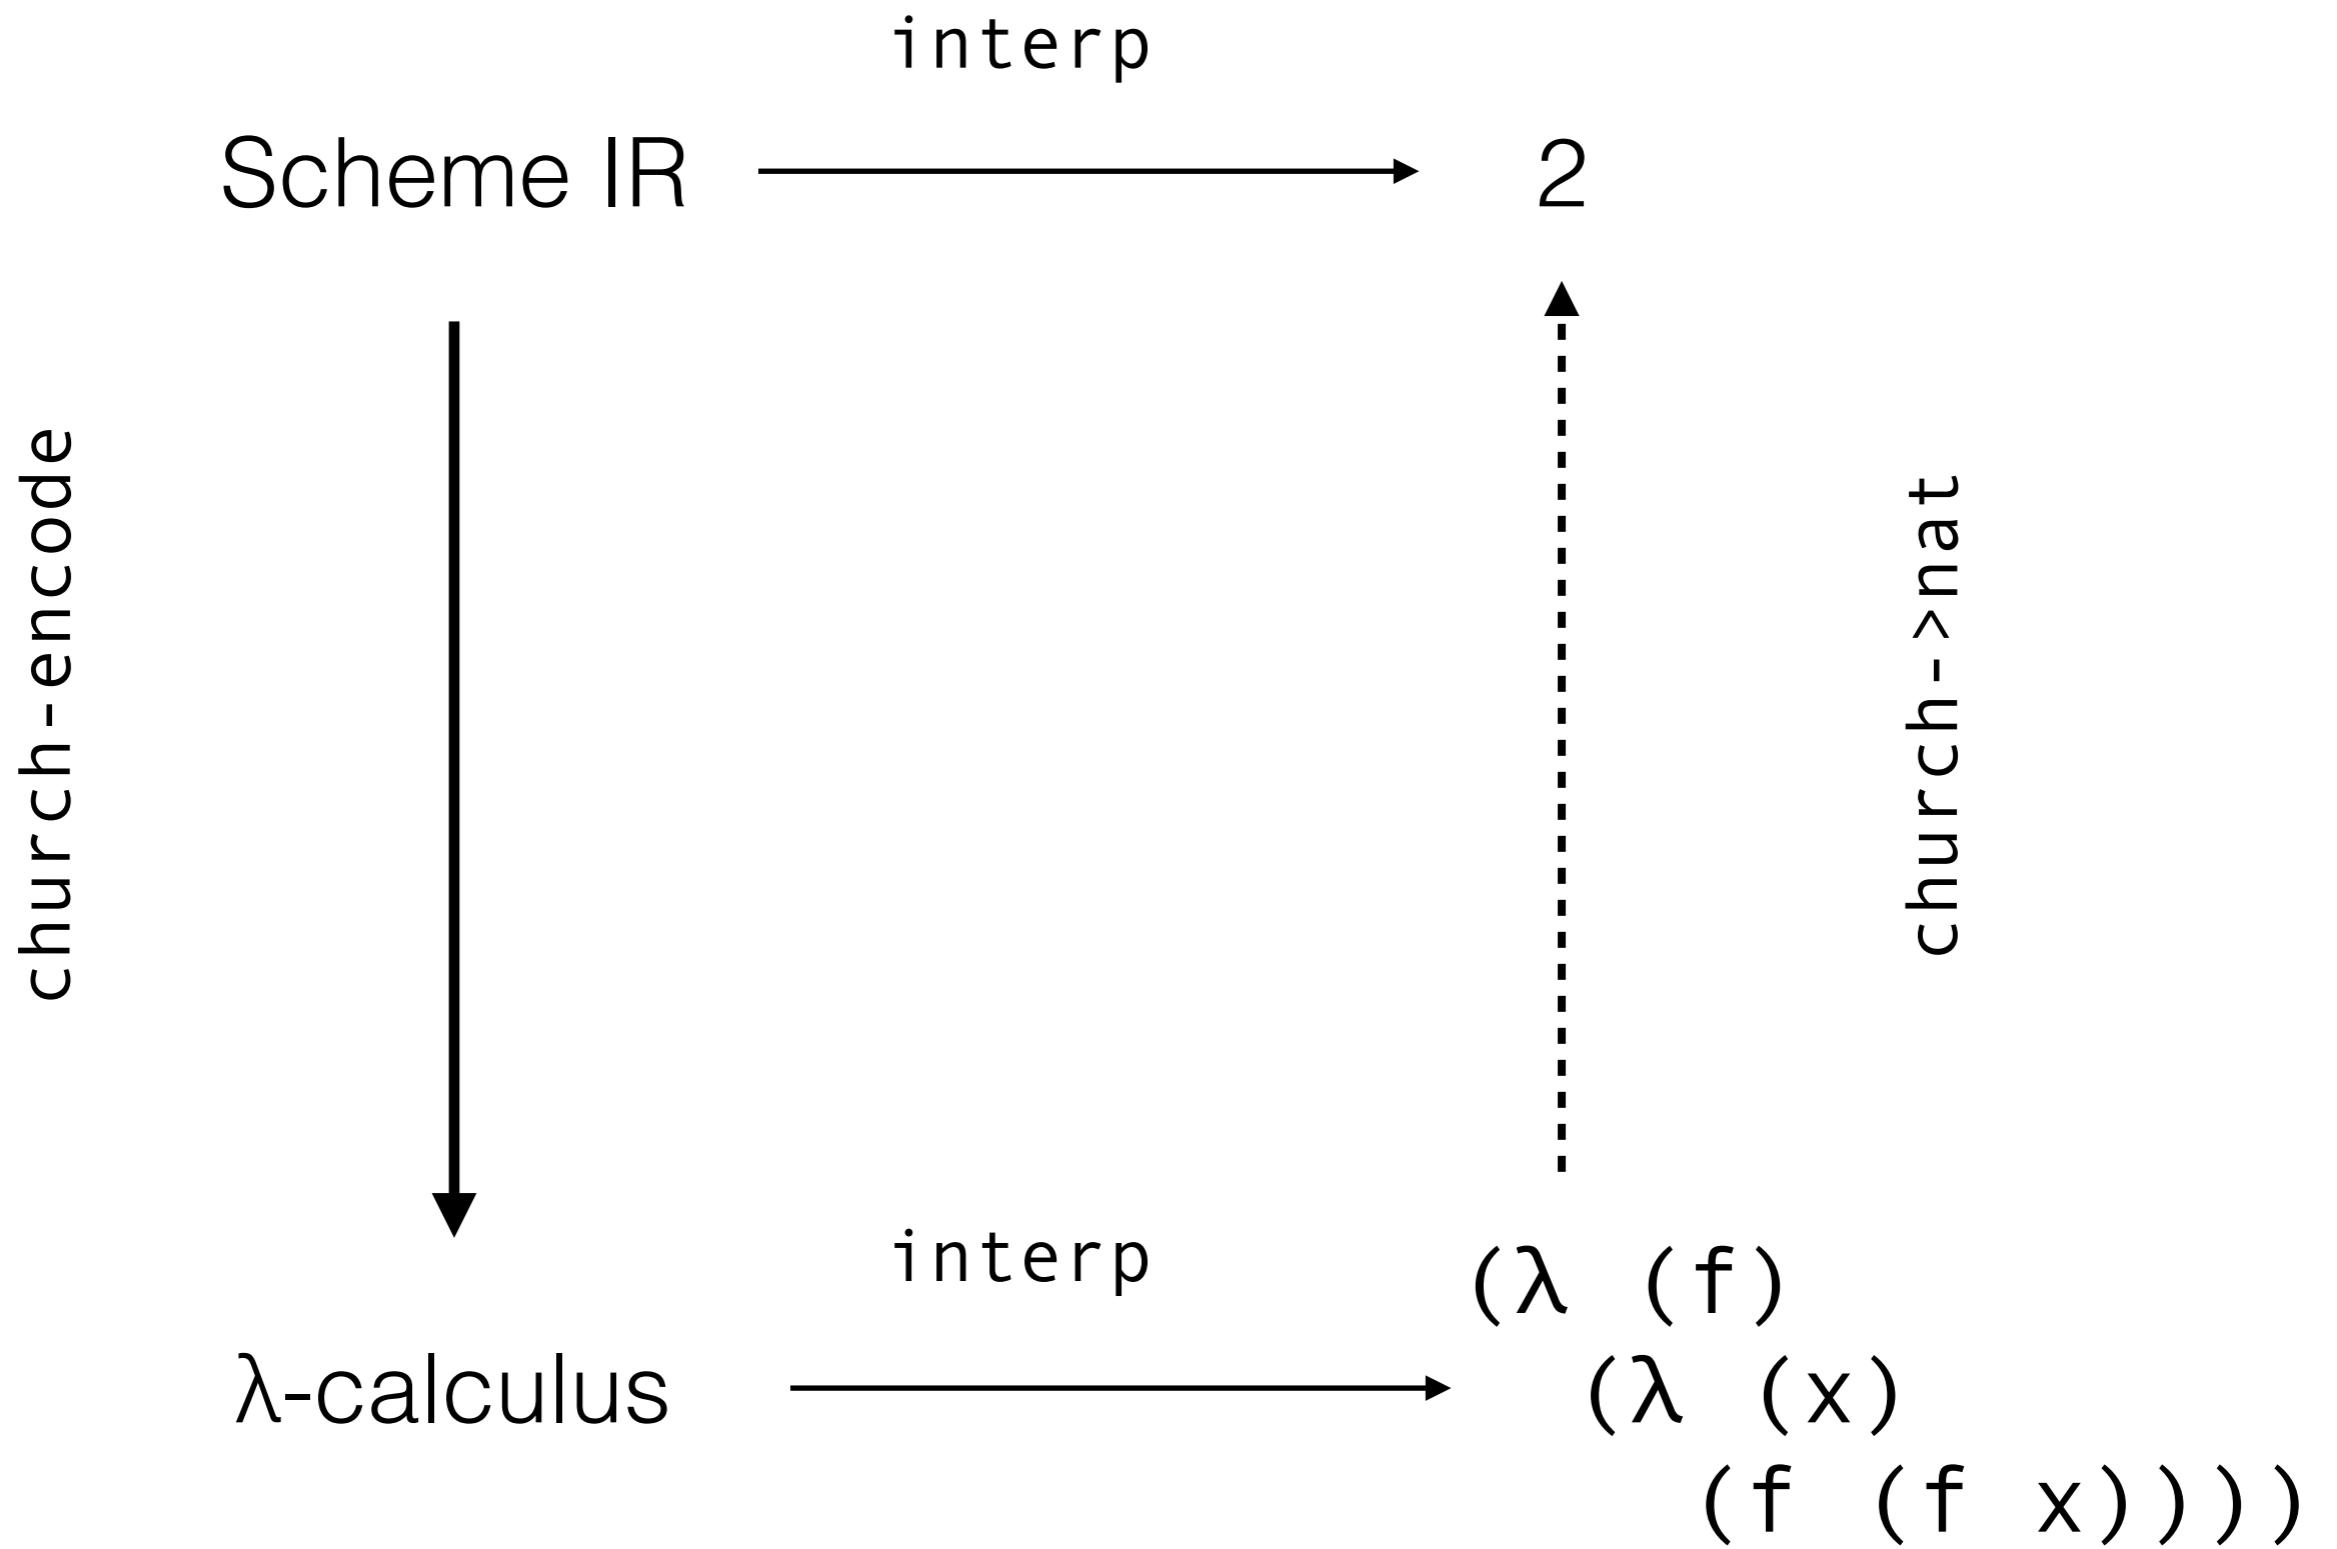 interp
Scheme IR
2
church-encode
church->nat
interp
λ-calculus
(λ (f)
(λ (x)
(f (f x))))